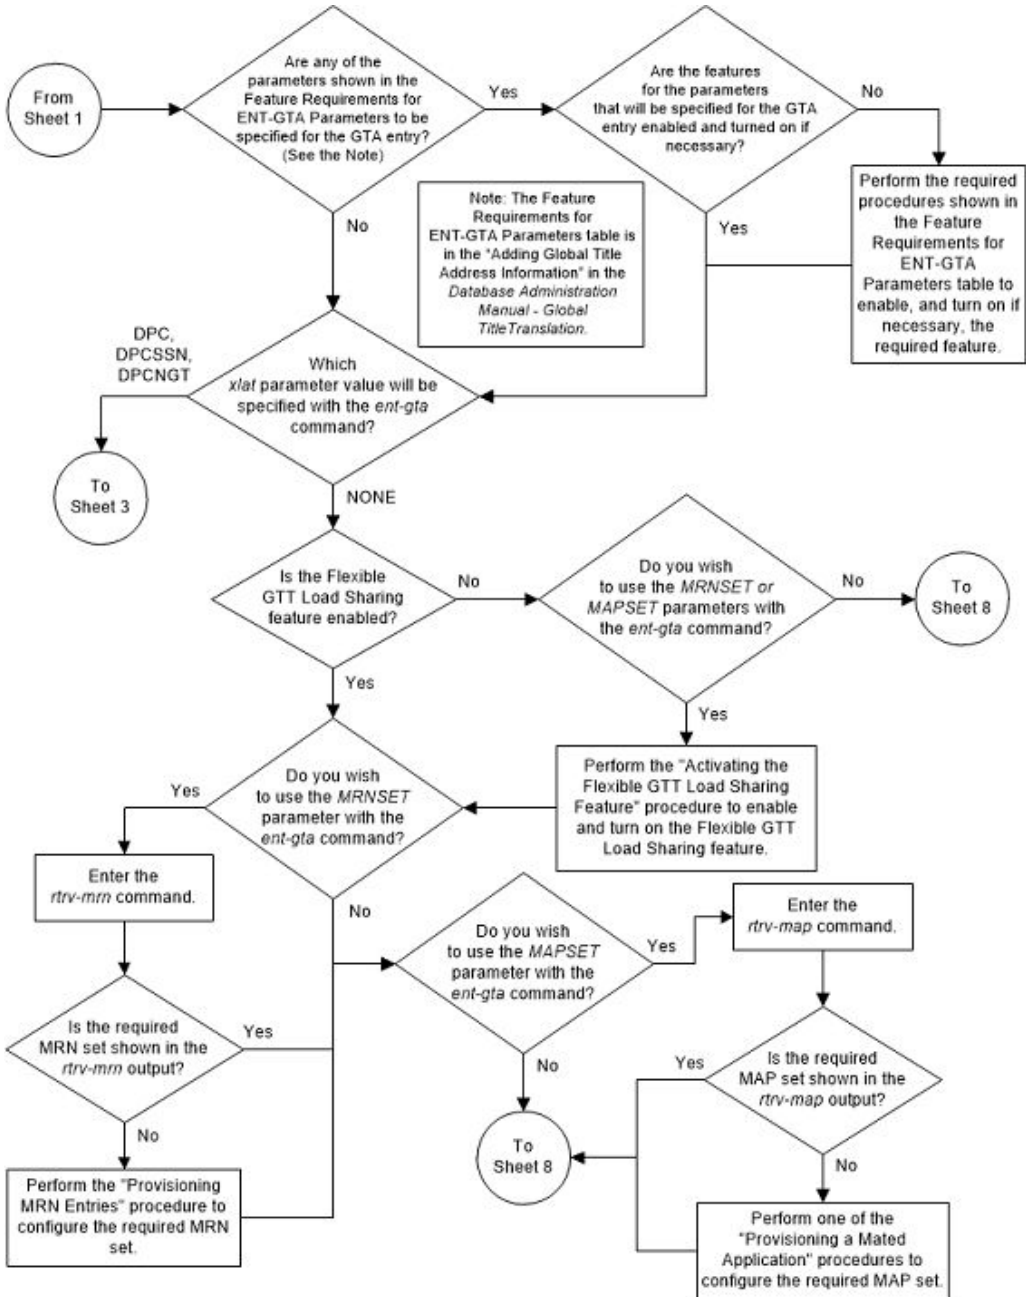 From
Sheet 1
Are any of the
parameters shown in the
Feature Requirements for
ENT-GTA Parameters to be
specified for the GTA entry?
(See the Note)
Yes
No
Are the features
for the parameters
that will be specified for the GTA
entry enabled and turned on if
necessary?
No
Yes
Perform the required
procedures shown in
the Feature
Requirements for
ENT-GTA
Parameters table to
enable, and turn on if
necessary, the
required feature.
Note: The Feature
Requirements for
ENT-GTA Parameters table is
in the "Adding Global Title
Address Information" in the
Database Administration
Manual - Global
TitleTranslation.
Which
xlat parameter value will be
specified with the ent-gta
command?
DPC,
DPCSSN,
DPCNGT
To
Sheet 3
NONE
Is the Flexible
GTT Load Sharing
feature enabled?
No
Yes
Do you wish
to use the MRNSET or
MAPSET parameters with
the ent-gta command?
No
To
Sheet 8
Yes
Perform the "Activating the
Flexible GTT Load Sharing
Feature" procedure to enable
and turn on the Flexible GTT
Load Sharing feature.
Do you wish
to use the MRNSET
parameter with the
ent-gta command?
Yes
No
Enter the
rtrv-mrn command.
Is the required
MRN set shown in the
rtrv-mrn output?
Yes
No
Perform the "Provisioning
MRN Entries" procedure to
configure the required MRN
set.
Do you wish
to use the MAPSET
parameter with the
ent-gta command?
Yes
No
To
Sheet 8
Enter the
rtrv-map command.
Is the required
MAP set shown in the
rtrv-map output?
Yes
No
Perform one of the
"Provisioning a Mated
Application" procedures to
configure the required MAP set.